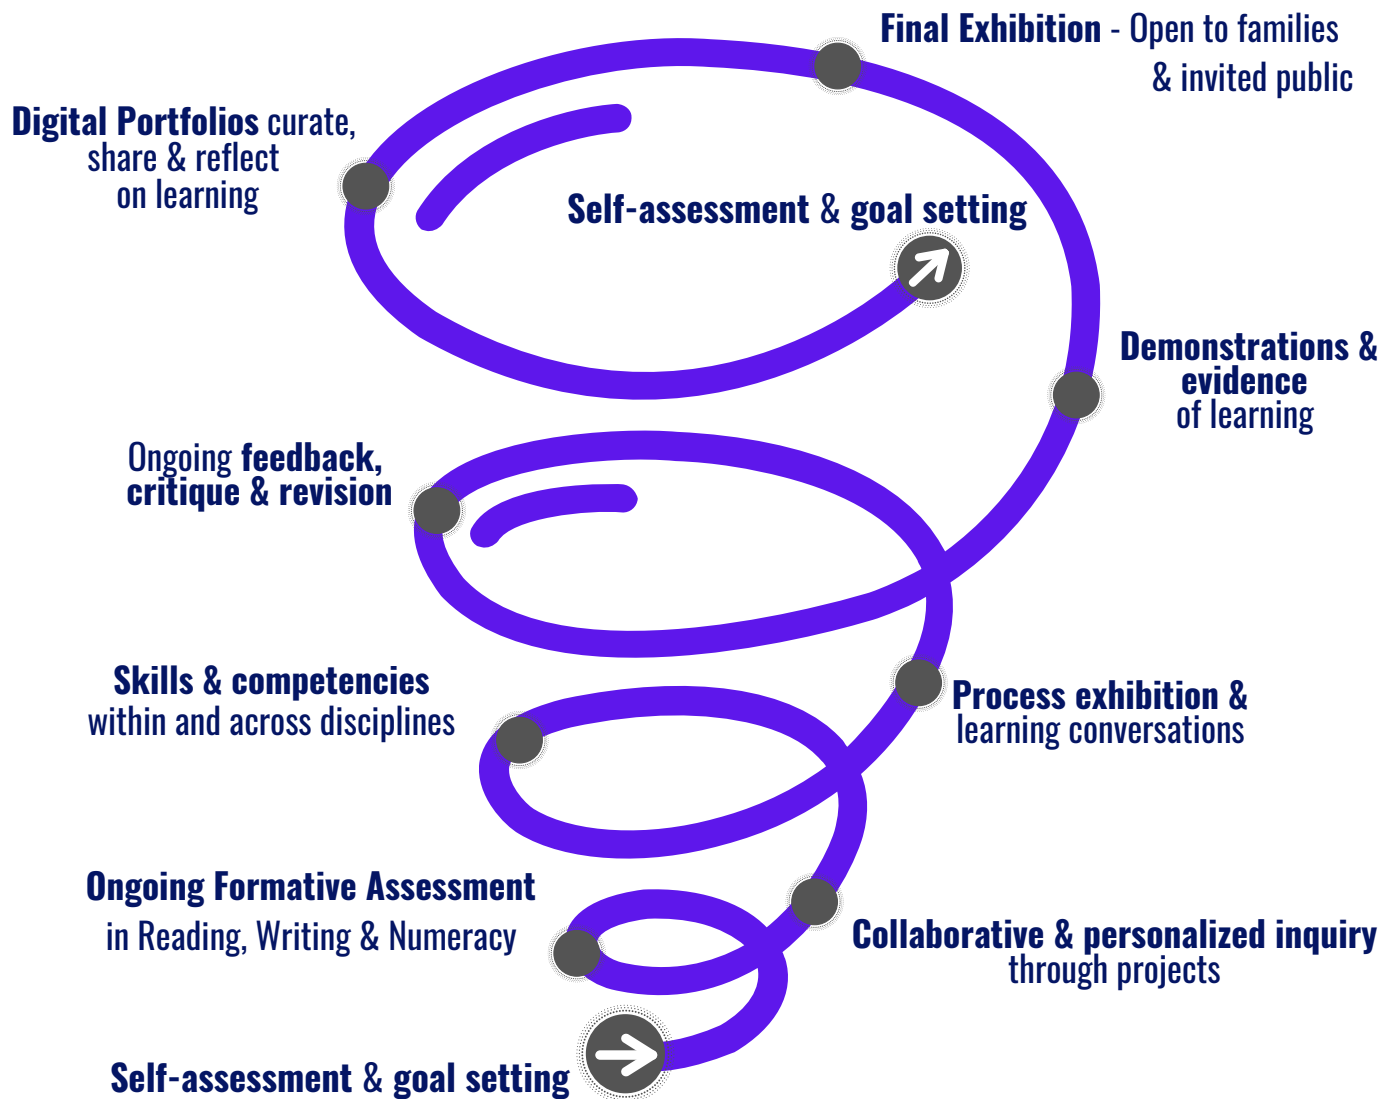 Final Exhibition - Open to families
& invited public
Digital Portfolios curate,
share & reflect
on learning
Self-assessment & goal setting
Demonstrations &
evidence
of learning
Ongoing feedback,
critique & revision
Skills & competencies
within and across disciplines
Process exhibition &
learning conversations
Ongoing Formative Assessment
in Reading, Writing & Numeracy
Collaborative & personalized inquiry
through projects
Self-assessment & goal setting